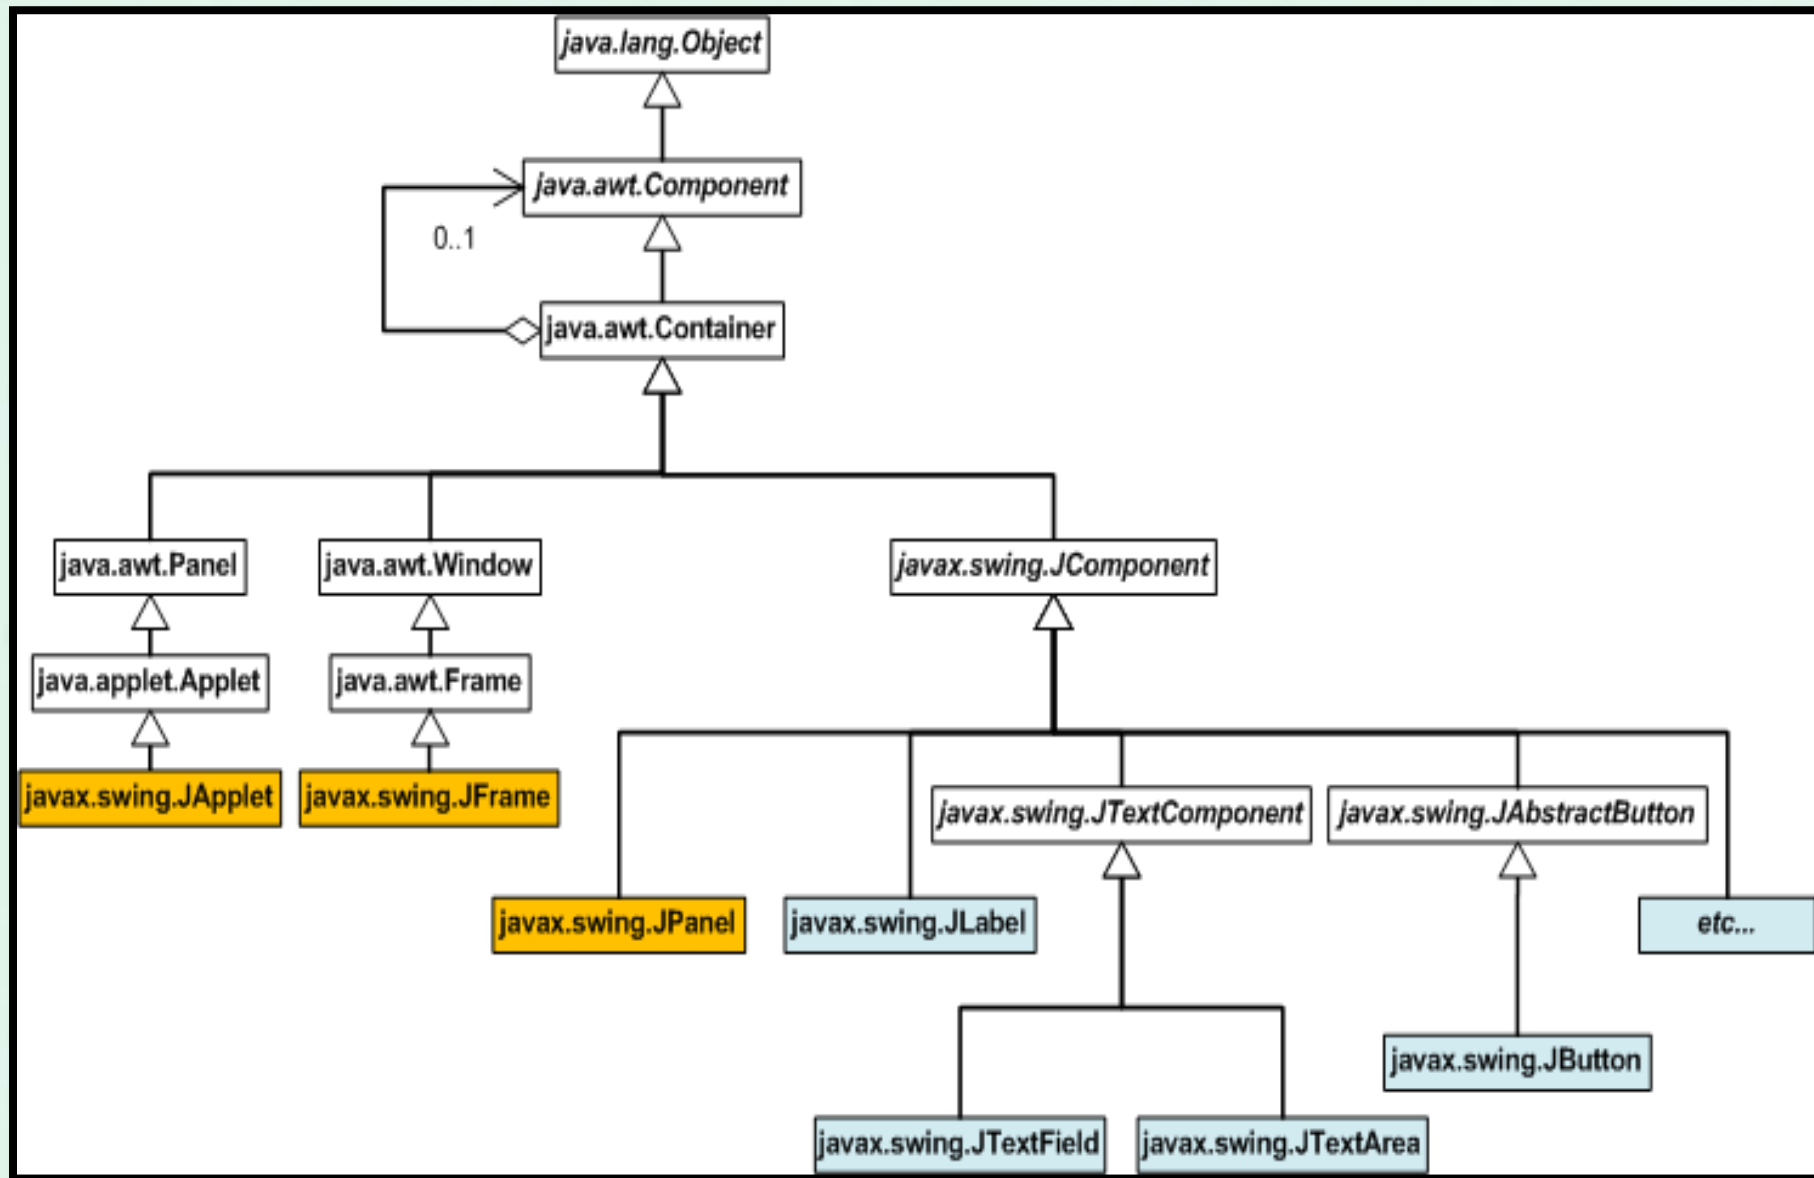 java.lang.Object
java.awt.Component
0..1
java.awt.Container
java.awt.Panel
java.awt.Window
javax.swing.JComponent
java.applet.Applet
java.awt.Frame
javax.swing.JApplet
javax.swing.JFrame
javax.swing.JTextComponent
javax.swing.JAbstractButton
javax.swing.JPanel
javax.swing.JLabel
etc...
javax.swing.JButton
javax.swing.JTextField
javax.swing.JTextArea